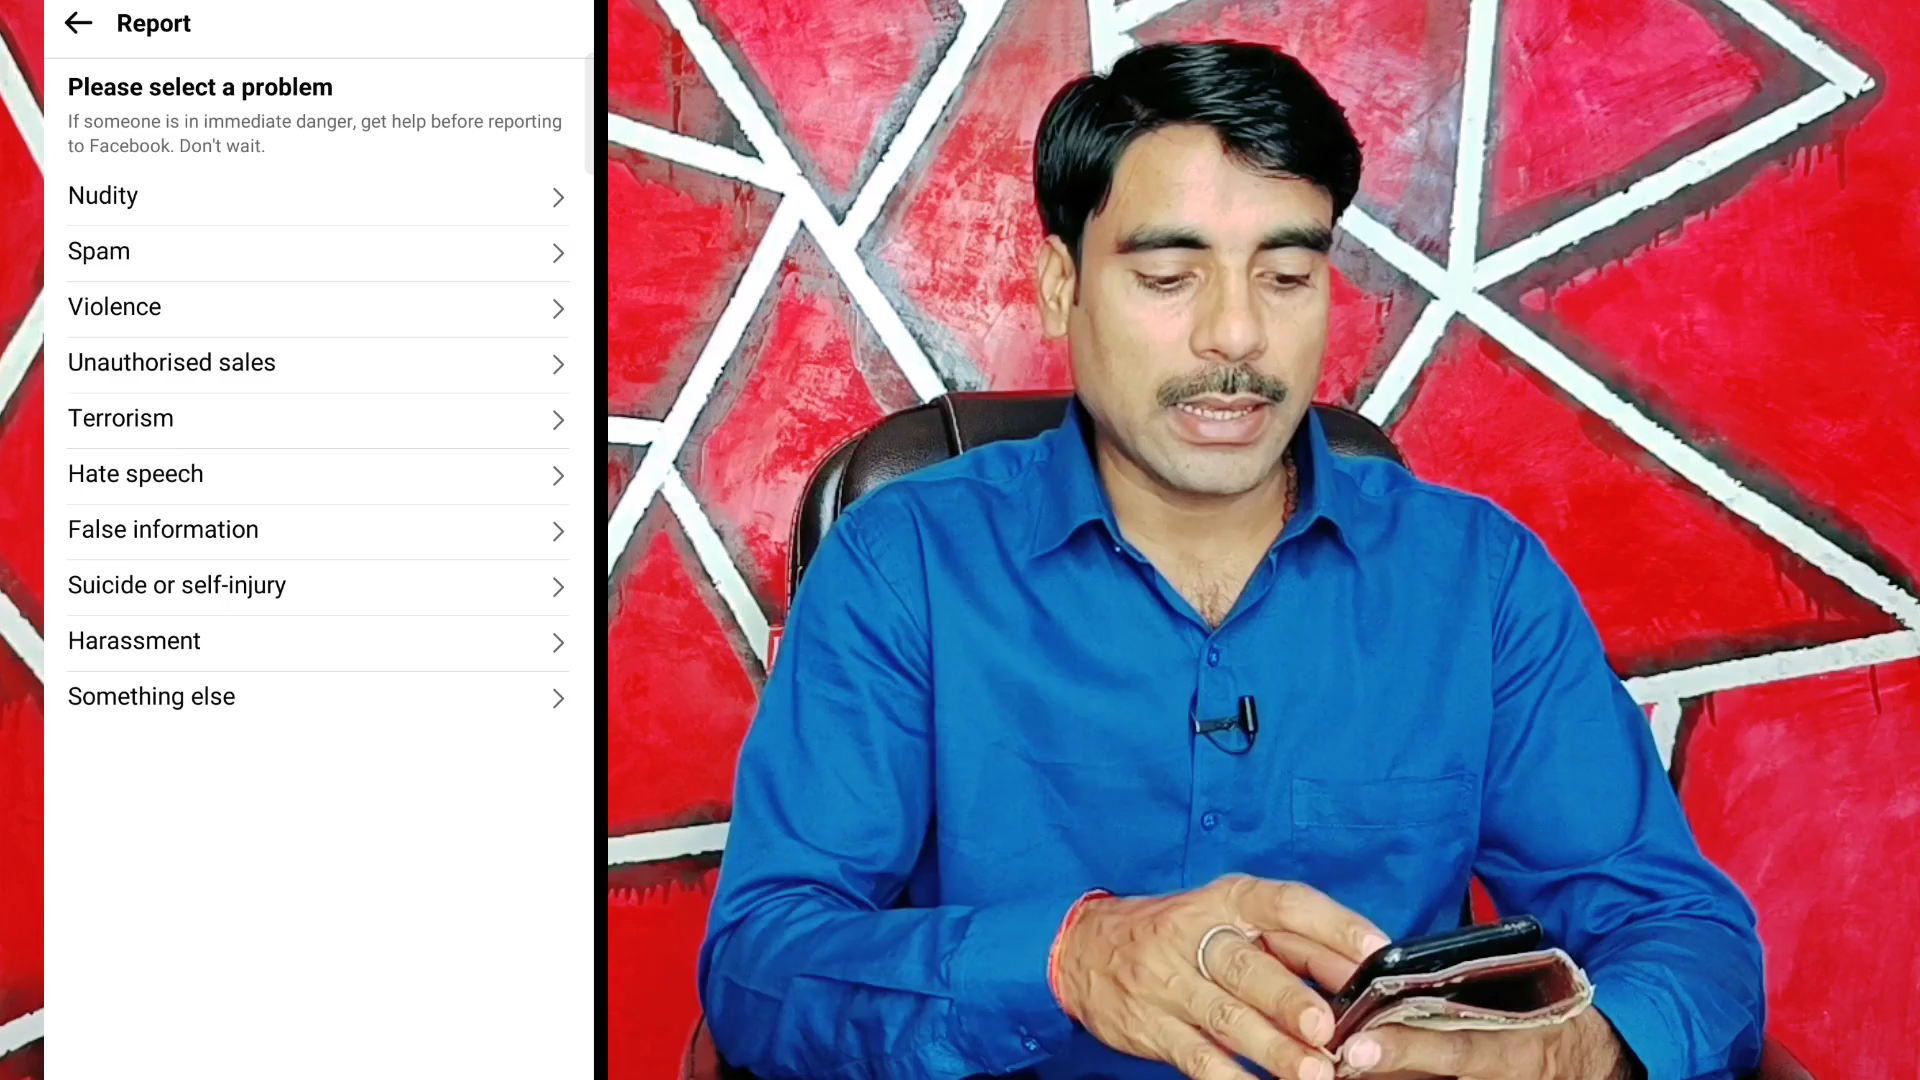 Report
Please select a problem
If someone is in immediate danger, get help before reporting
to Facebook. Don't wait.
Nudity
Spam
Violence
Unauthorised sales
Terrorism
Hate speech
False information
Suicide or self-injury
Harassment
Something else